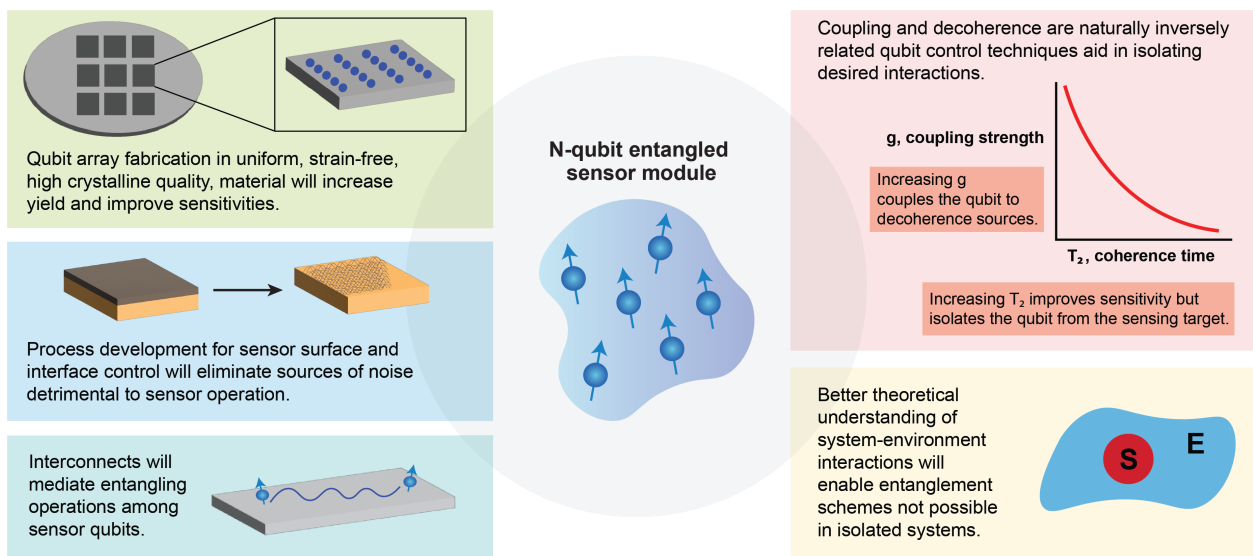 Qubit array fabrication in uniform, strain-free,
high crystalline quality, material will increase
yield and improve sensitivities.
Process development for sensor surface and
interface control will eliminate sources of noise
detrimental to sensor operation.
Interconnects will
mediate entangling
operations among
sensor qubits.
N-qubit entangled
sensor module
Coupling and decoherence are naturally inversely
related qubit control techniques aid in isolating
desired interactions.
g, coupling strength
Increasing g
couples the qubit to
decoherence sources.
T₂, coherence time
Increasing T₂ improves sensitivity but
isolates the qubit from the sensing target.
Better theoretical
understanding of
system-environment
interactions will
enable entanglement
schemes not possible
in isolated systems.
S
E